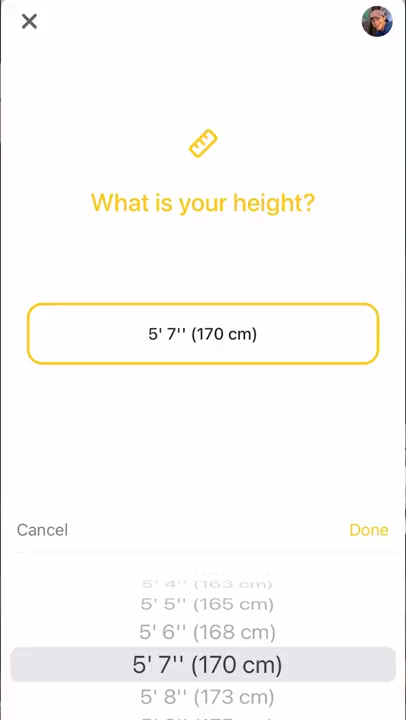 What is your height?
5' 7'' (170 cm)
Cancel
Done
5' 4'' (163 cm)
5' 5'' (165 cm)
5' 6'' (168 cm)
5' 7'' (170 cm)
5' 8'' (173 cm)